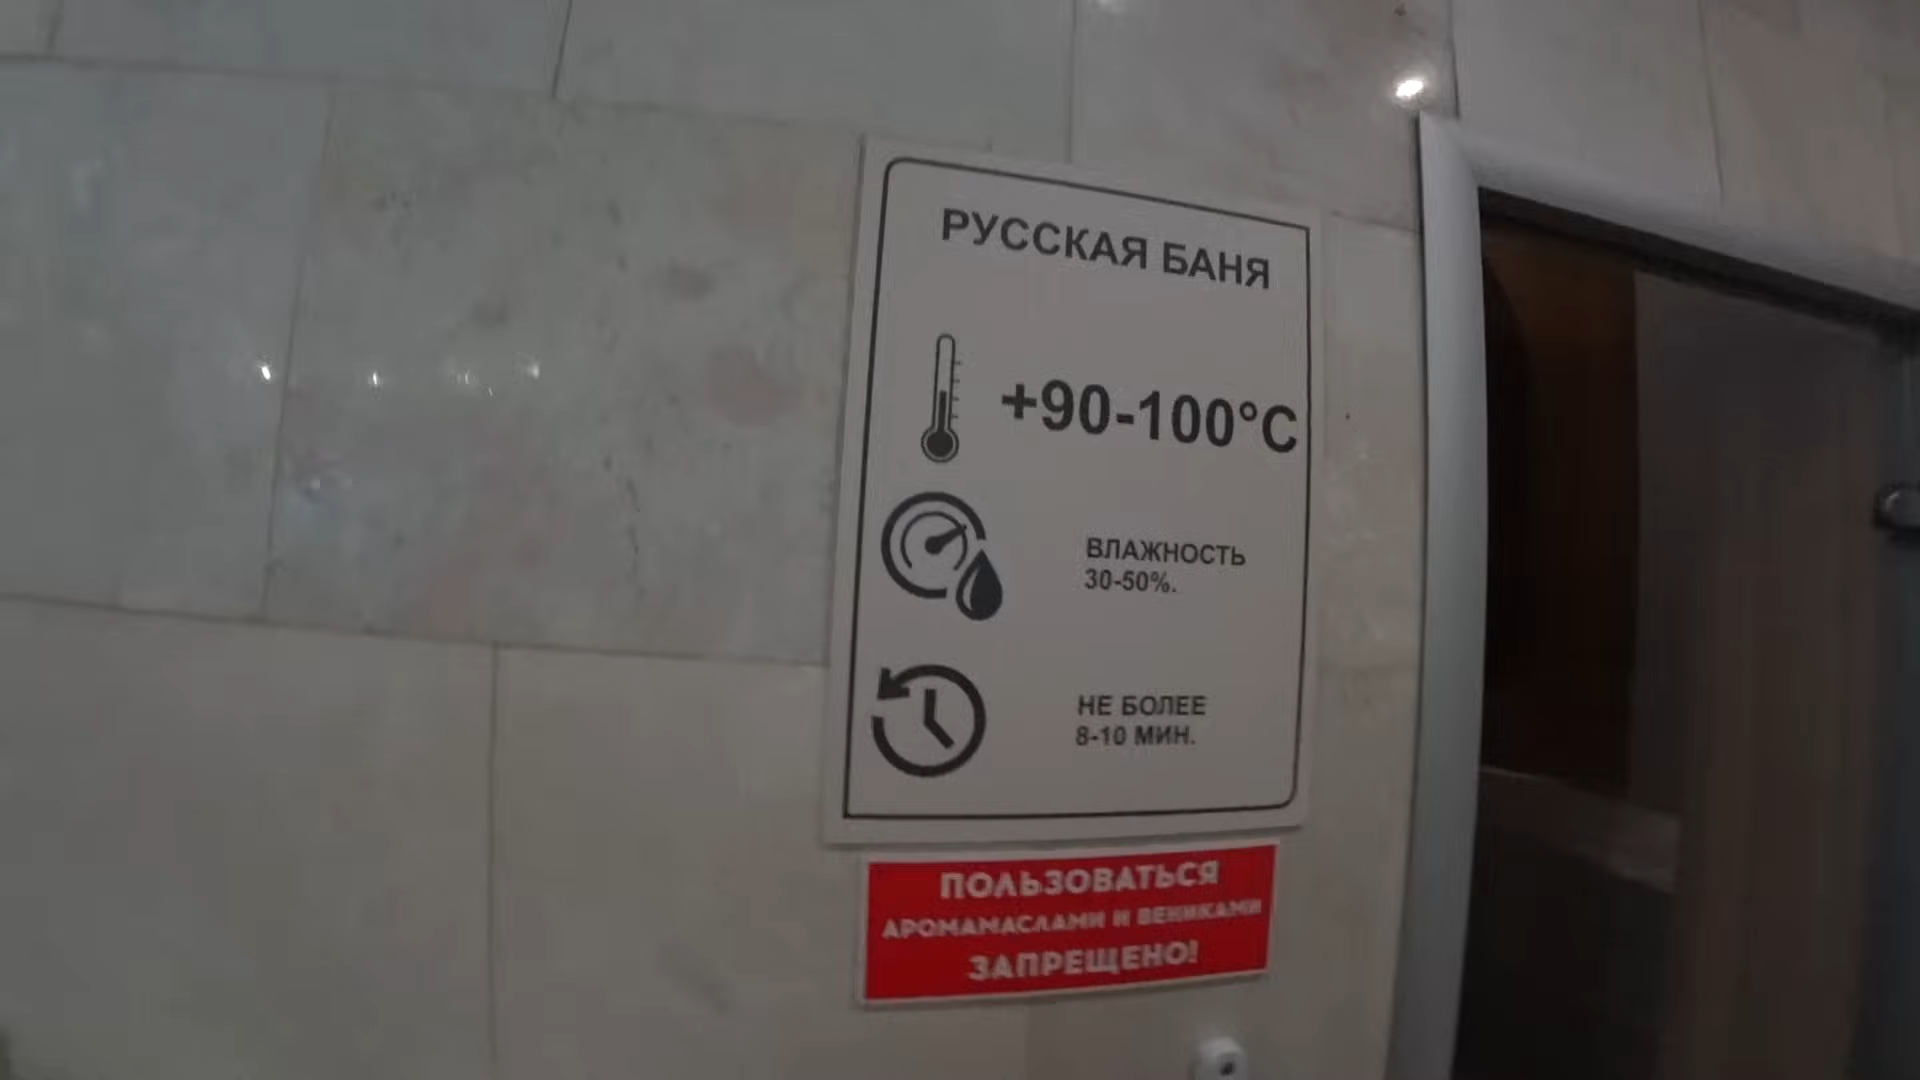 РУССКАЯ БАНЯ
+90-100°C
ВЛАЖНОСТЬ
30-50%.
НЕ БОЛЕЕ
8-10 МИН.
ПОЛЬЗОВАТЬСЯ
АРОМАМАСЛАМИ И ВЕНИКАМИ
ЗАПРЕЩЕНО!